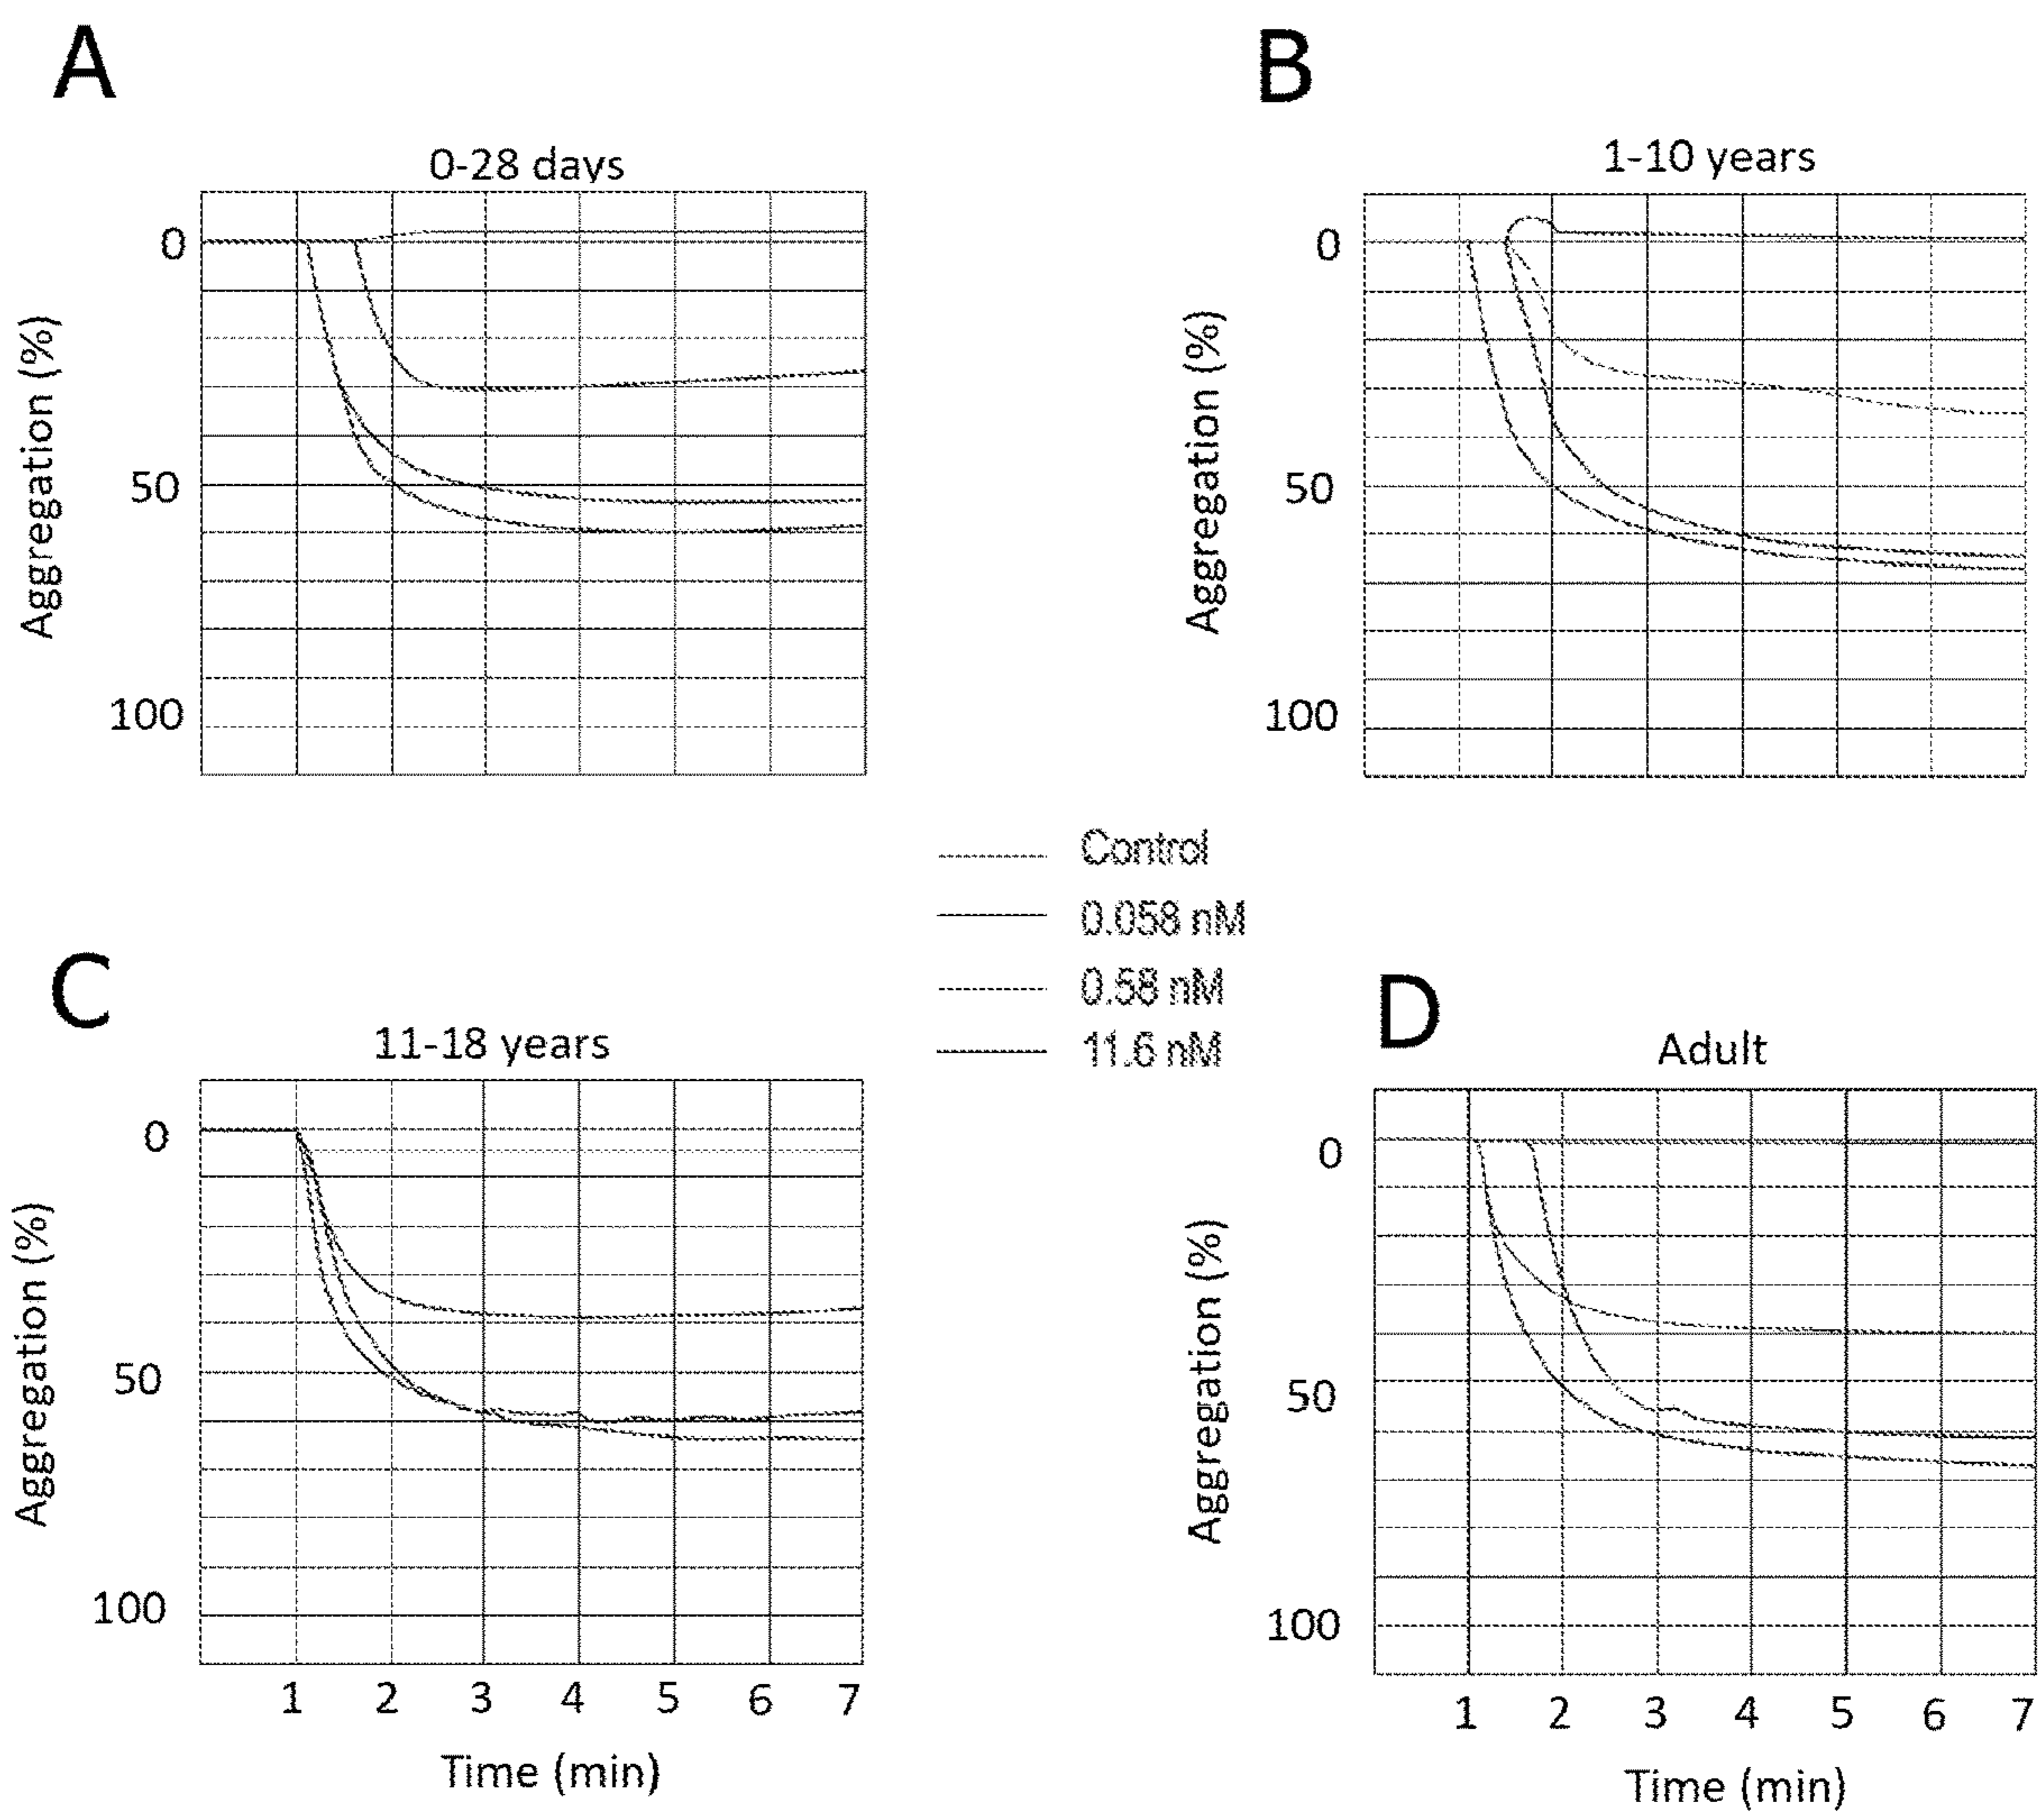 A
0-28 days
Aggregation (%)
0
50
100
B
1-10 years
Aggregation (%)
0
50
100
Control
0.058 nM
0.58 nM
11.6 nM
C
11-18 years
Aggregation (%)
0
50
100
1 2 3 4 5 6 7
Time (min)
D
Adult
Aggregation (%)
0
50
100
1 2 3 4 5 6 7
Time (min)